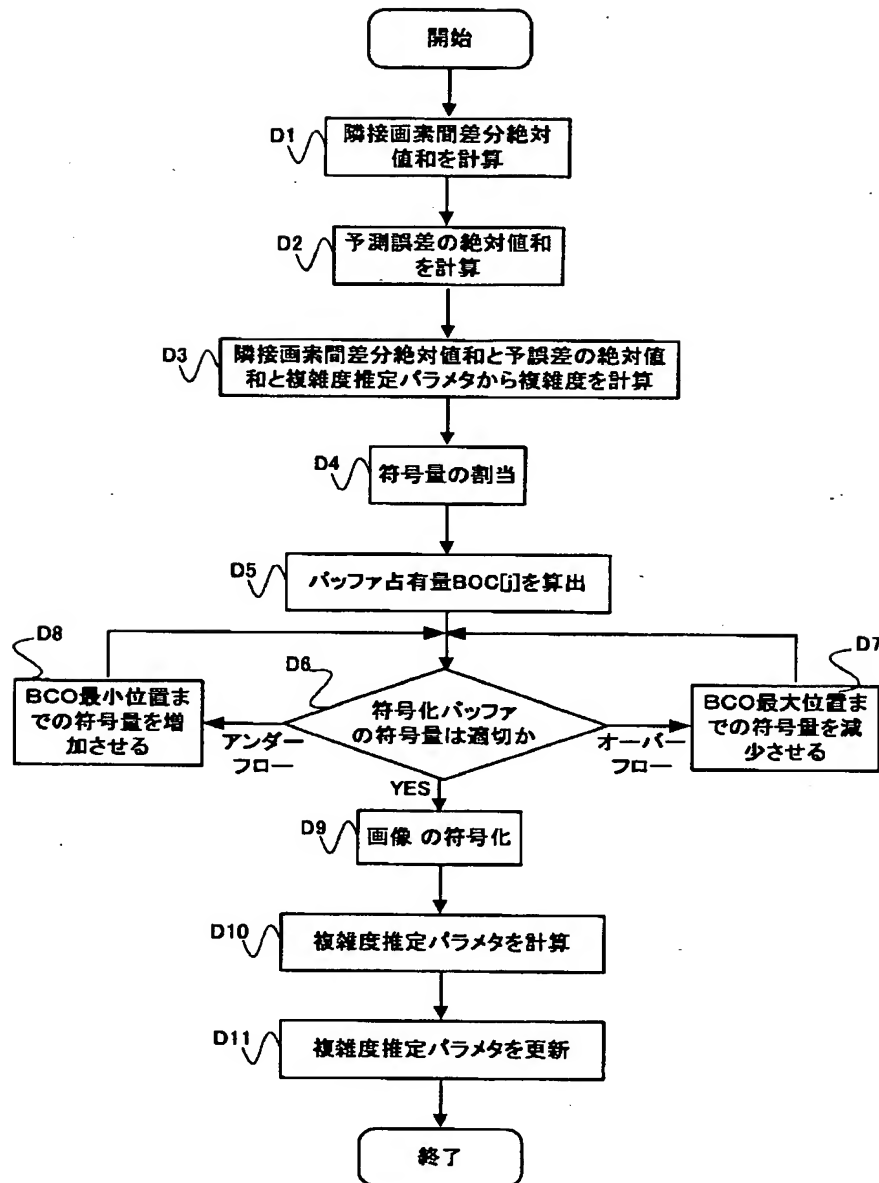 開始
D1
隣接画素間差分絶対
値和を計算
D2
予測誤差の絶対値和
を計算
D3
隣接画素間差分絶対値和と予誤差の絶対値
和と複雑度推定パラメタから複雑度を計算
D4
符号量の割当
D5
バッファ占有量BOC[j]を算出
D8
BCO最小位置ま
での符号量を増
加させる
D6
符号化バッファ
の符号量は適切か
アンダー
フロー
オーバー
フロー
D7
BCO最大位置ま
での符号量を減
少させる
YES
D9
画像 の符号化
D10
複雑度推定パラメタを計算
D11
複雑度推定パラメタを更新
終了